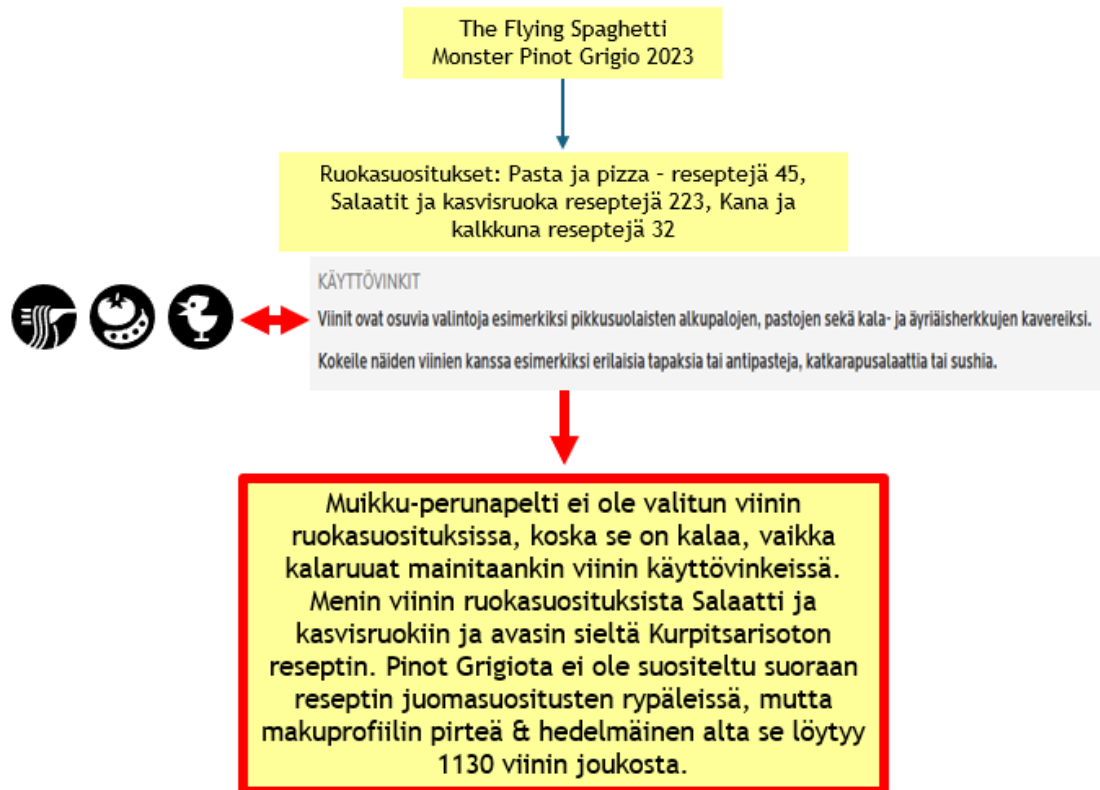 The Flying Spaghetti
Monster Pinot Grigio 2023
Ruokasuositukset: Pasta ja pizza - reseptejä 45,
Salaatit ja kasvisruoka reseptejä 223, Kana ja
kalkkuna reseptejä 32
KÄYTTÖVINKIT
Viinit ovat osuvia valintoja esimerkiksi pikkusuolaisten alkupalojen, pastojen sekä kala- ja äyriäisherkkujen kavereiksi.
Kokeile näiden viinien kanssa esimerkiksi erilaisia tapaksia tai antipasteja, katkarapusalaattia tai sushia.
Muikku-perunapelti ei ole valitun viinin
ruokasuosituksissa, koska se on kalaa, vaikka
kalaruuat mainitaankin viinin käyttövinkeissä.
Menin viinin ruokasuosituksista Salaatti ja
kasvisruokiin ja avasin sieltä Kurpitsarisoton
reseptin. Pinot Grigiota ei ole suositeltu suoraan
reseptin juomasuositusten rypäleissä, mutta
makuprofiilin pirteä & hedelmäinen alta se löytyy
1130 viinin joukosta.